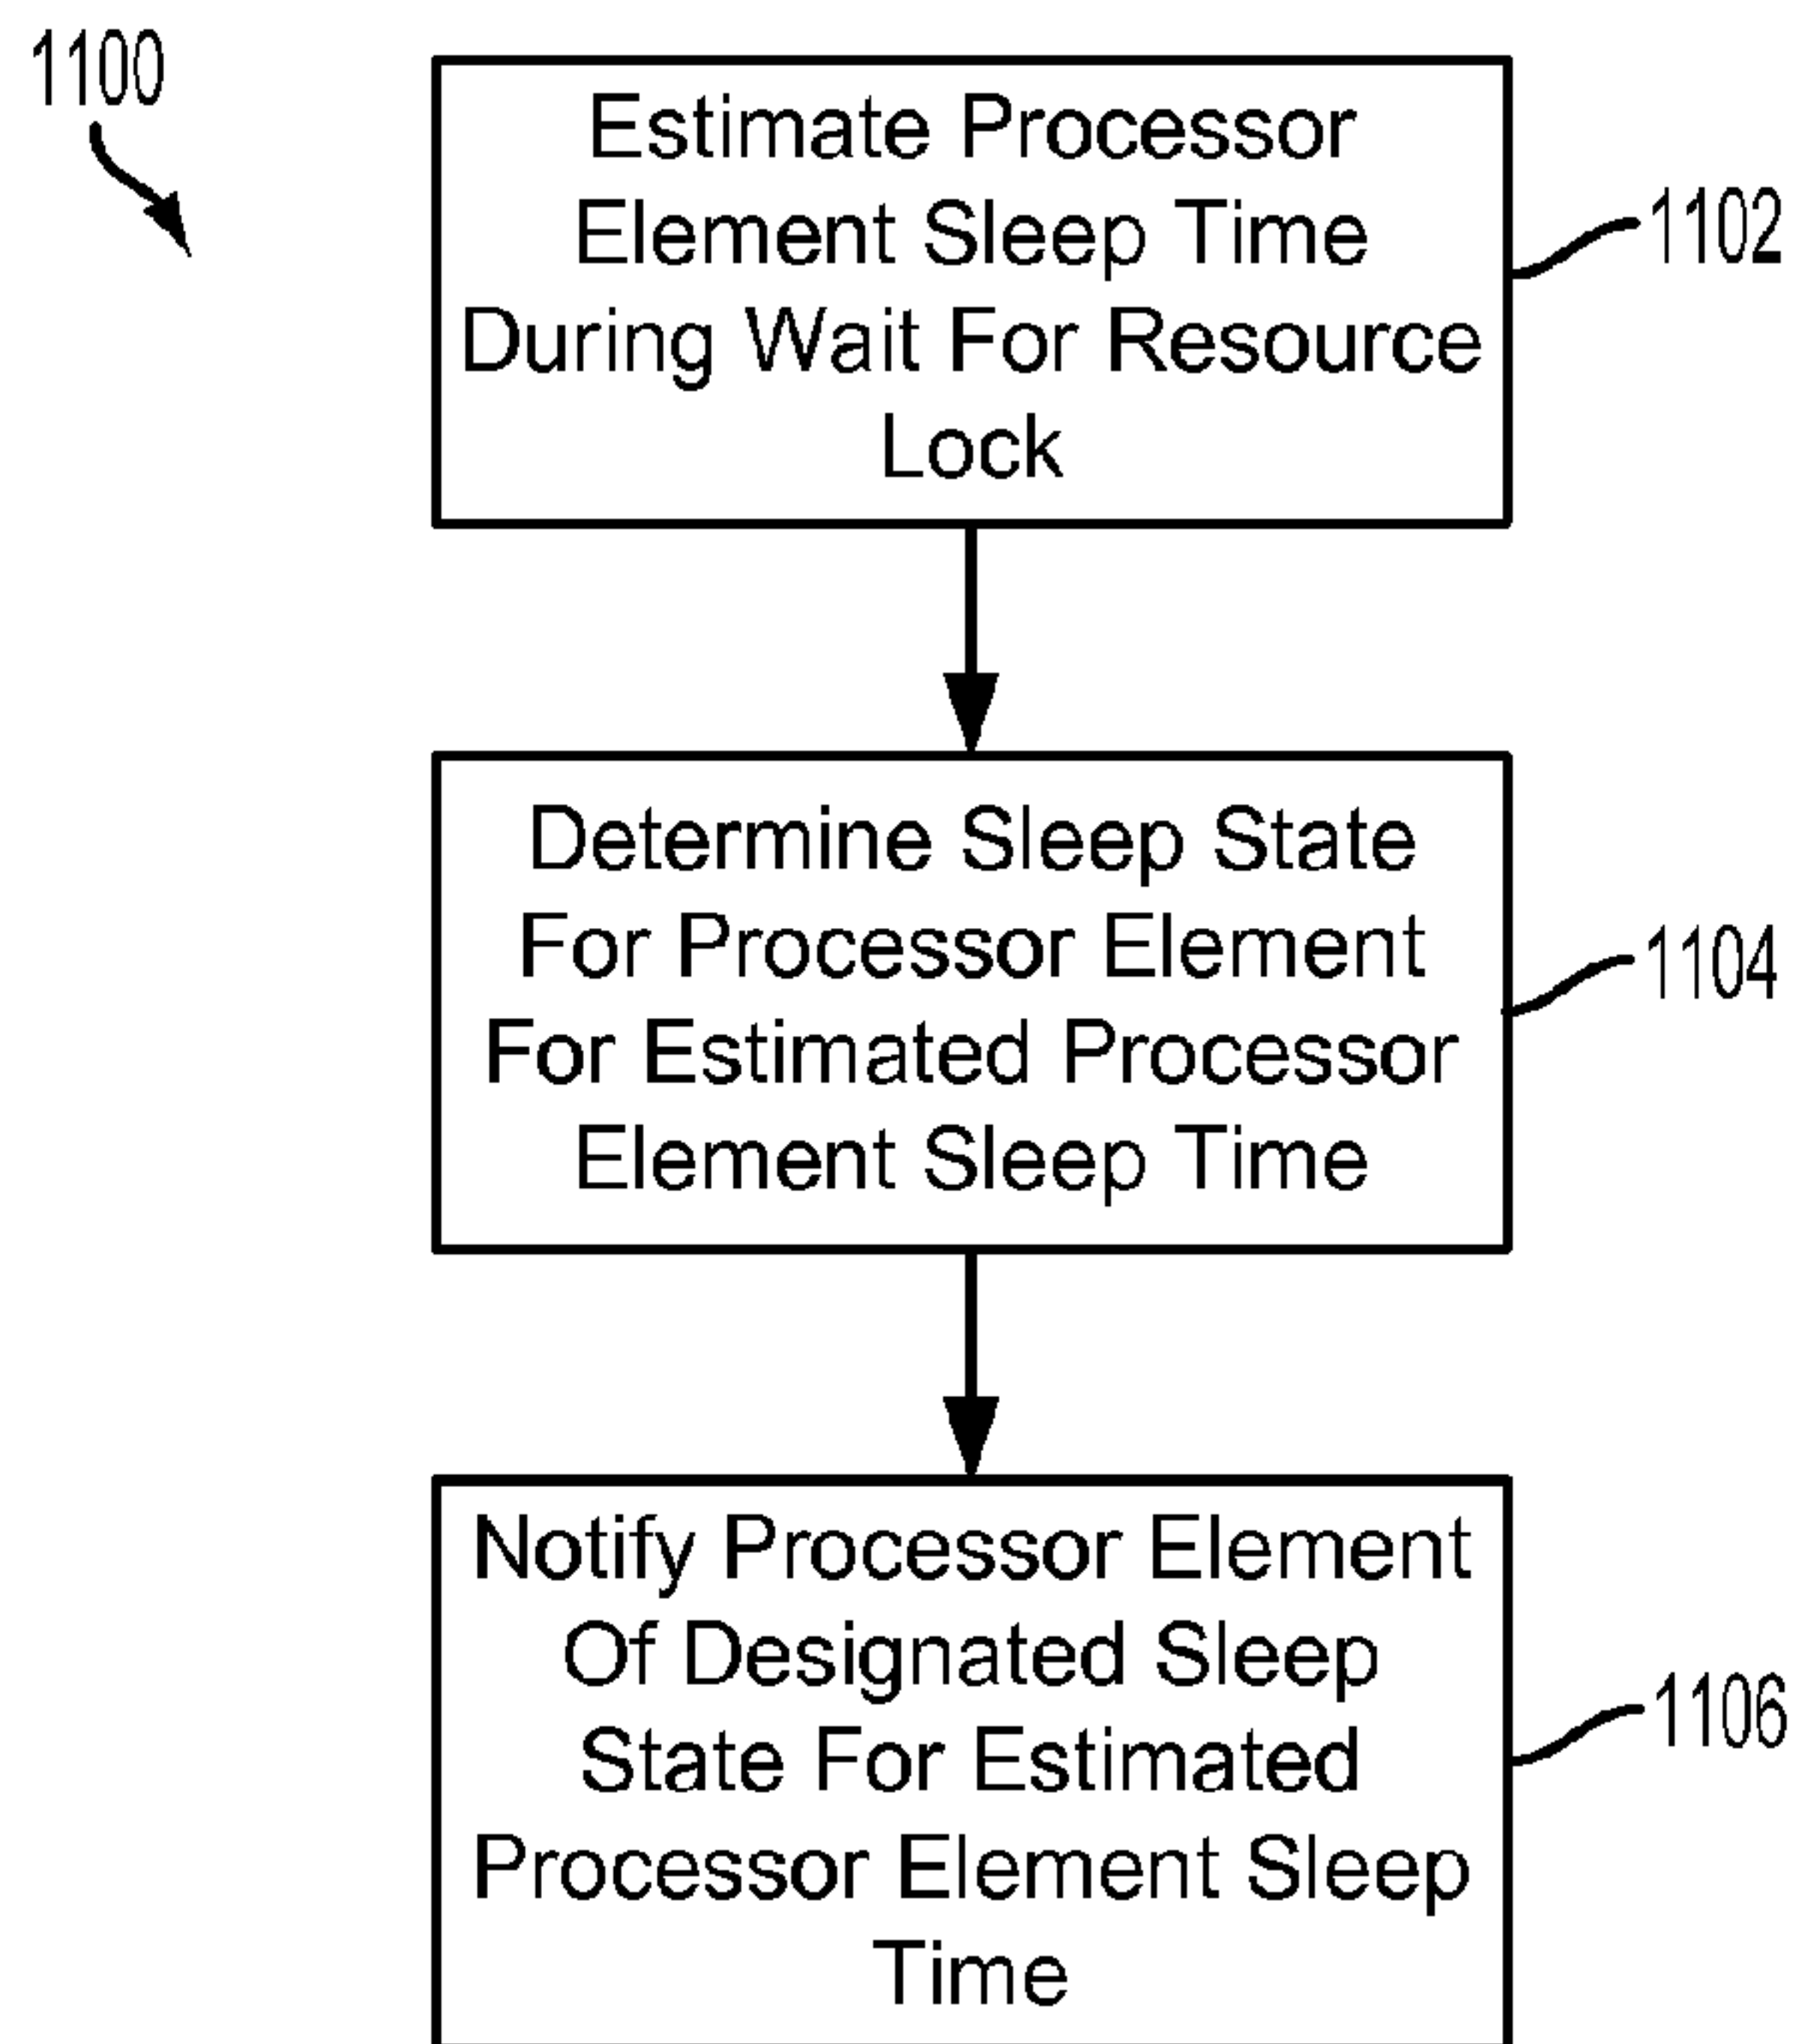 1100
Estimate Processor
Element Sleep Time
During Wait For Resource
Lock
1102
Determine Sleep State
For Processor Element
For Estimated Processor
Element Sleep Time
1104
Notify Processor Element
Of Designated Sleep
State For Estimated
Processor Element Sleep
Time
1106